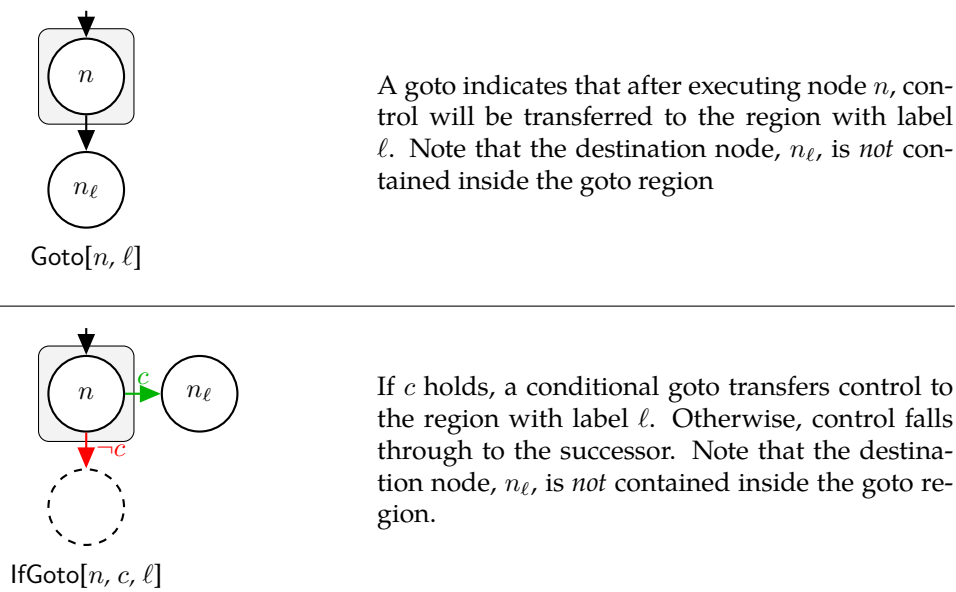 n
A goto indicates that after executing node n, con-
trol will be transferred to the region with label
ℓ. Note that the destination node, nℓ, is not con-
tained inside the goto region
nℓ
Goto[n, ℓ]
n
c
nℓ
If c holds, a conditional goto transfers control to
the region with label ℓ. Otherwise, control falls
through to the successor. Note that the destina-
tion node, nℓ, is not contained inside the goto re-
gion.
¬c
IfGoto[n, c, ℓ]